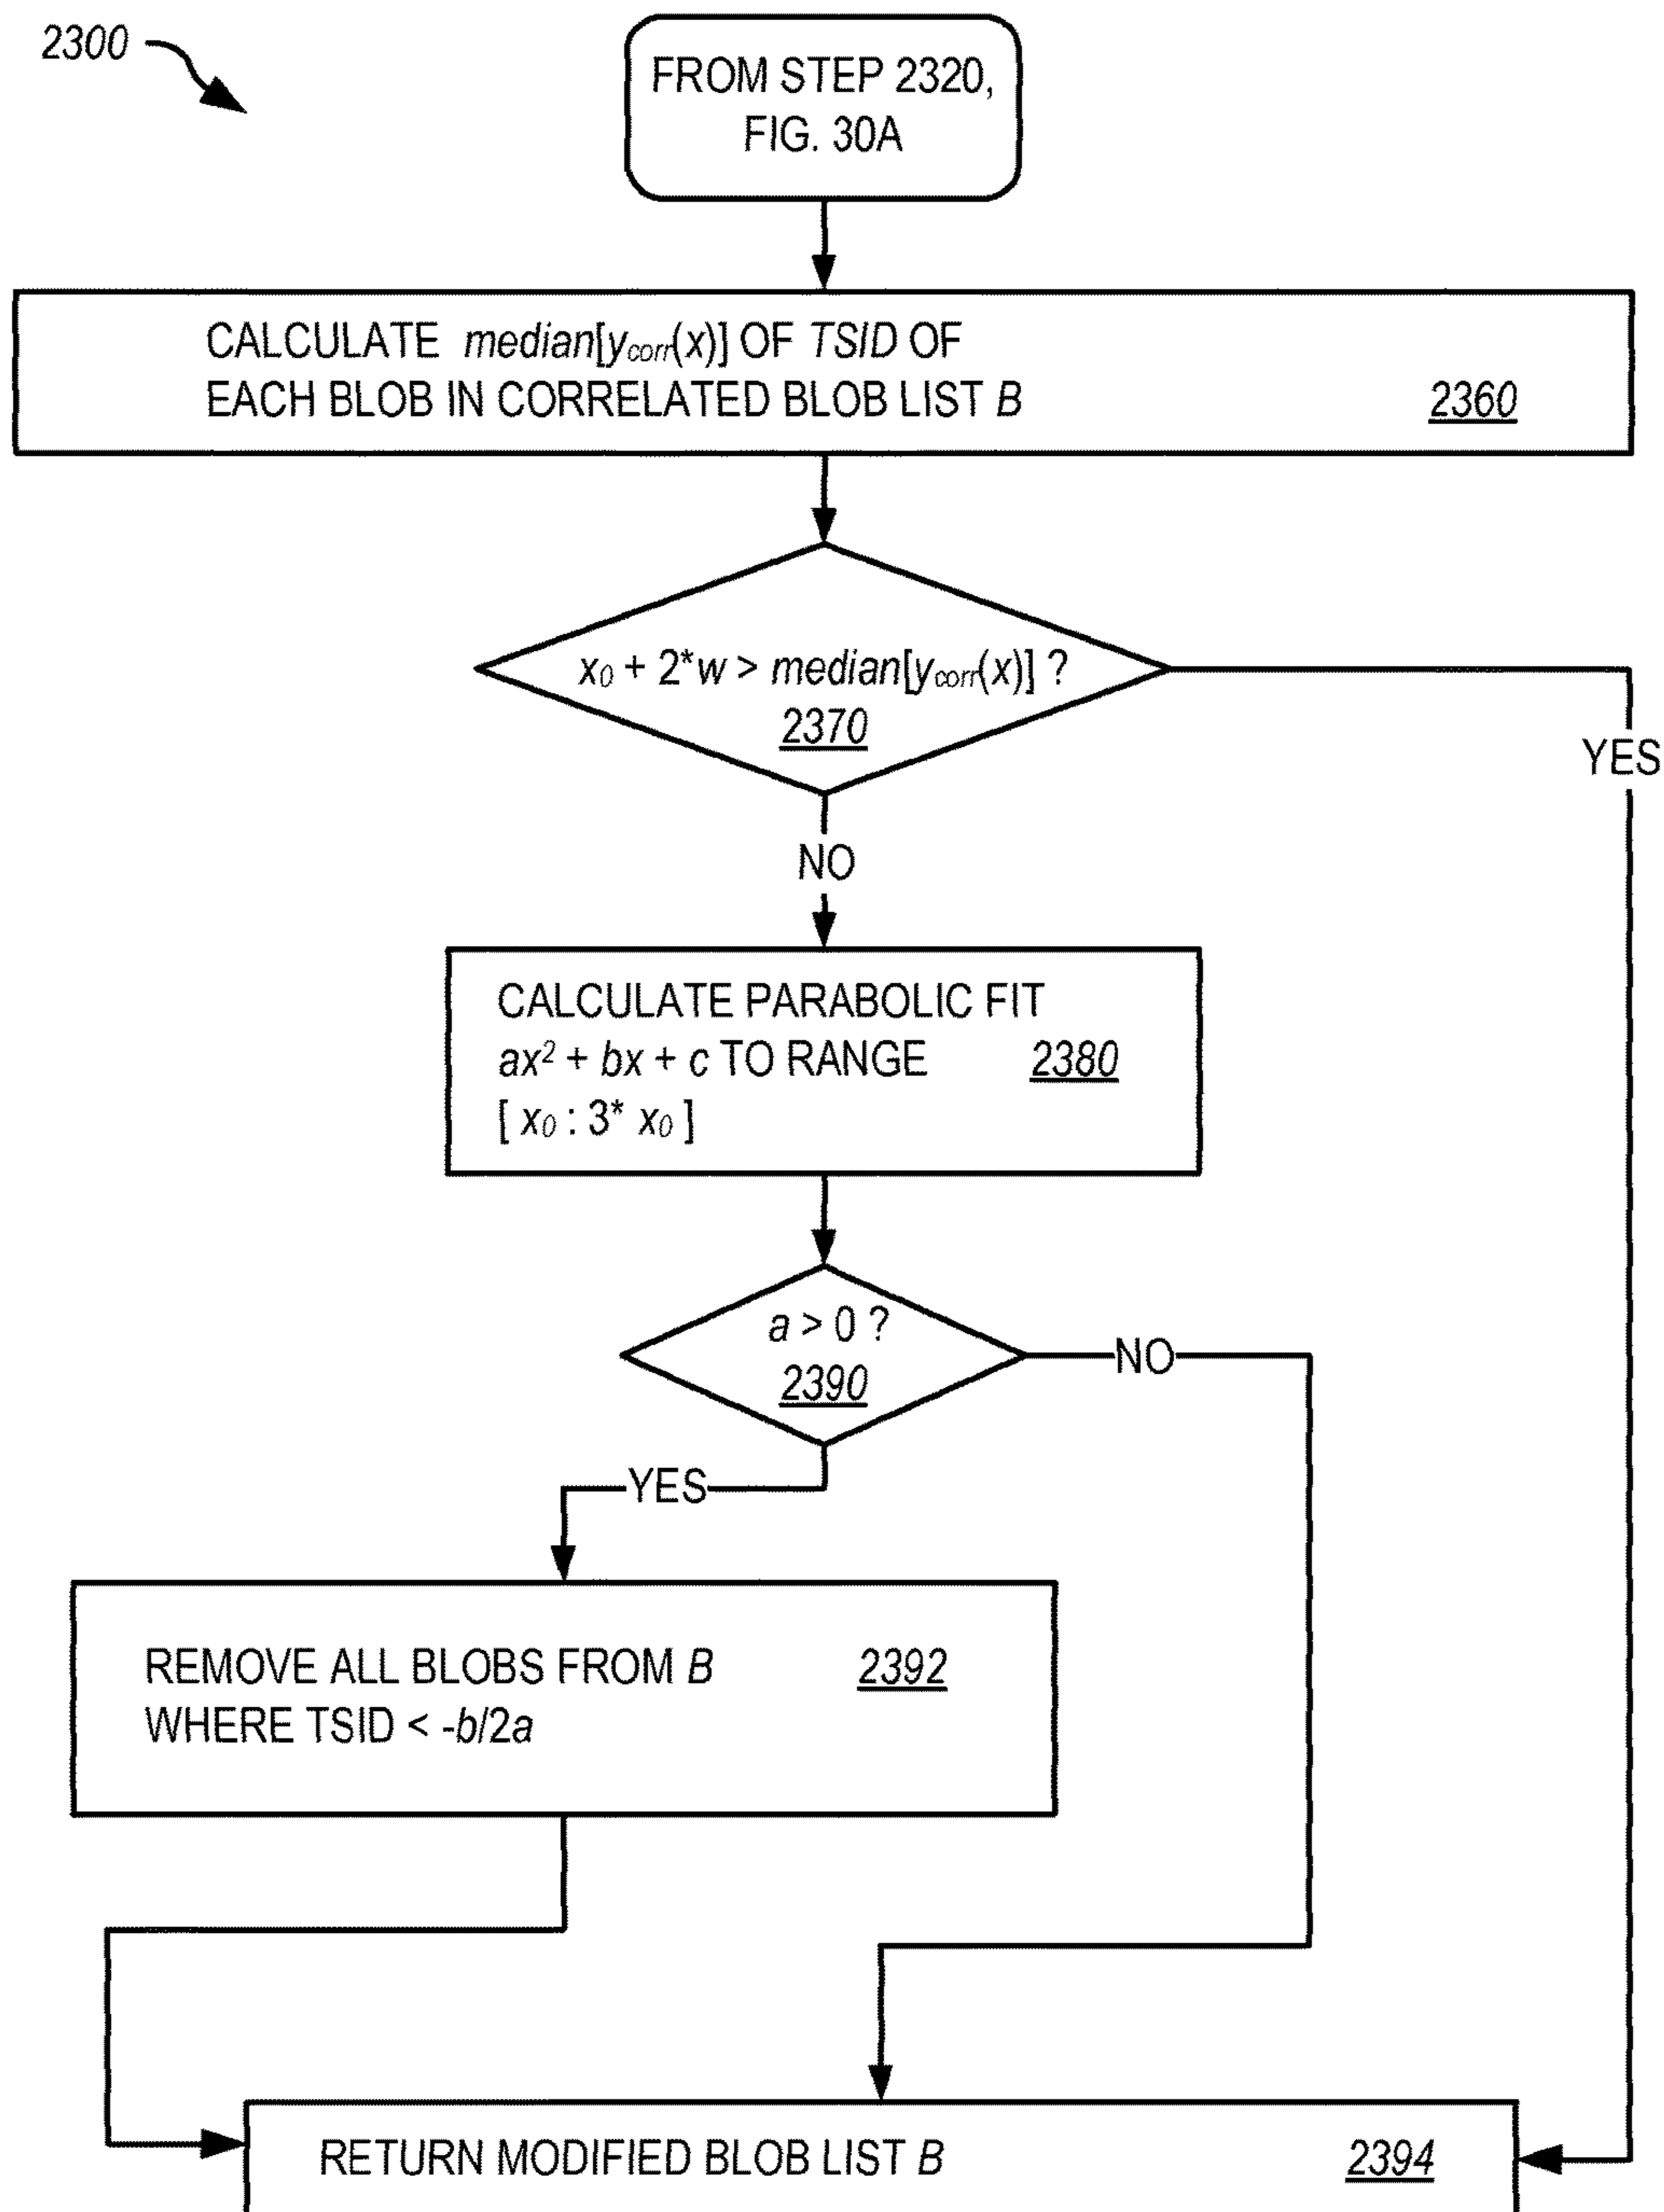 2300
FROM STEP 2320,
FIG. 30A
CALCULATE median[y_corr(x)] OF TSID OF
EACH BLOB IN CORRELATED BLOB LIST B 2360
x₀ + 2*w > median[y_corr(x)] ?
2370
YES
NO
CALCULATE PARABOLIC FIT
ax² + bx + c TO RANGE 2380
[ x₀ : 3* x₀ ]
a > 0 ?
2390
NO
YES
REMOVE ALL BLOBS FROM B 2392
WHERE TSID < -b/2a
RETURN MODIFIED BLOB LIST B 2394